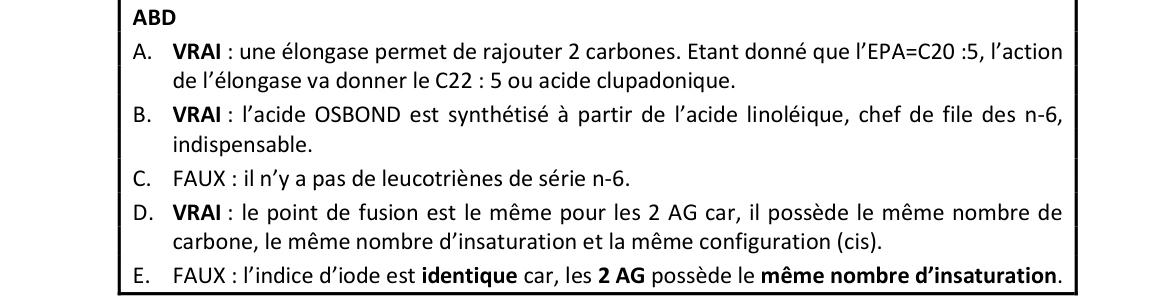 ABD
A. VRAI : une élongase permet de rajouter 2 carbones. Etant donné que l'EPA=C20 :5, l'action
de l'élongase va donner le C22 : 5 ou acide clupadonique.
B. VRAI : l'acide OSBOND est synthétisé à partir de l'acide linoléique, chef de file des n-6,
indispensable.
C. FAUX : il n'y a pas de leucotriènes de série n-6.
D. VRAI : le point de fusion est le même pour les 2 AG car, il possède le même nombre de
carbone, le même nombre d'insaturation et la même configuration (cis).
E. FAUX : l'indice d'iode est identique car, les 2 AG possède le même nombre d'insaturation.